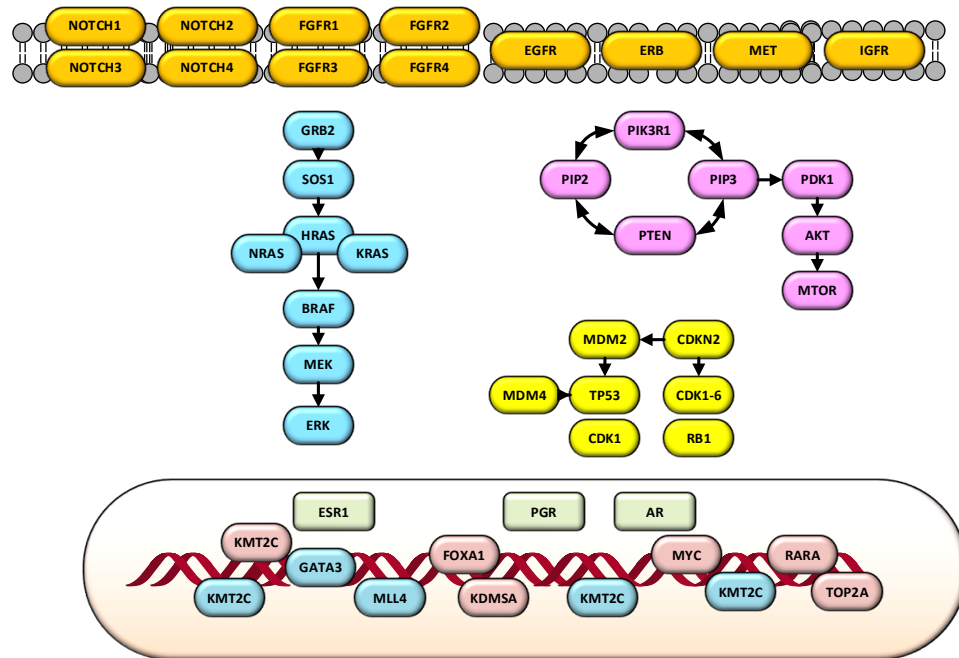 NOTCH1
NOTCH2
FGFR1
FGFR2
EGFR
ERB
MET
IGFR
NOTCH3
NOTCH4
FGFR3
FGFR4
GRB2
SOS1
HRAS
NRAS
KRAS
BRAF
MEK
ERK
PIK3R1
PIP2
PIP3
PDK1
PTEN
AKT
MTOR
MDM2
CDKN2
MDM4
TP53
CDK1-6
CDK1
RB1
ESR1
PGR
AR
KMT2C
GATA3
FOXA1
MYC
RARA
KMT2C
MLL4
KDMSA
KMT2C
KMT2C
TOP2A